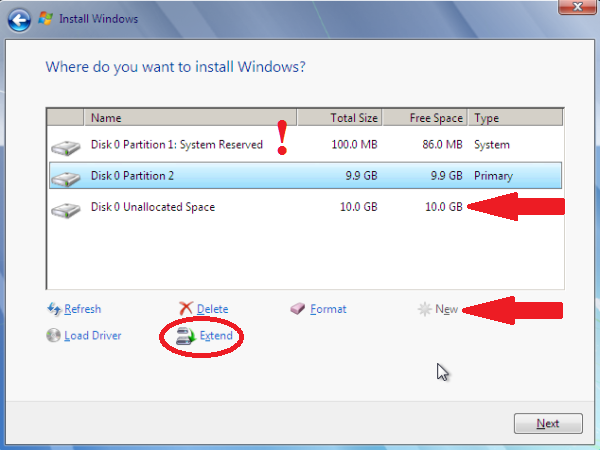 Install Windows
Where do you want to install Windows?
Name Total Size Free Space Type
Disk 0 Partition 1: System Reserved ! 100.0 MB 86.0 MB System
Disk 0 Partition 2 9.9 GB 9.9 GB Primary
Disk 0 Unallocated Space 10.0 GB 10.0 GB
Refresh Delete Format New
Load Driver Extend
Next